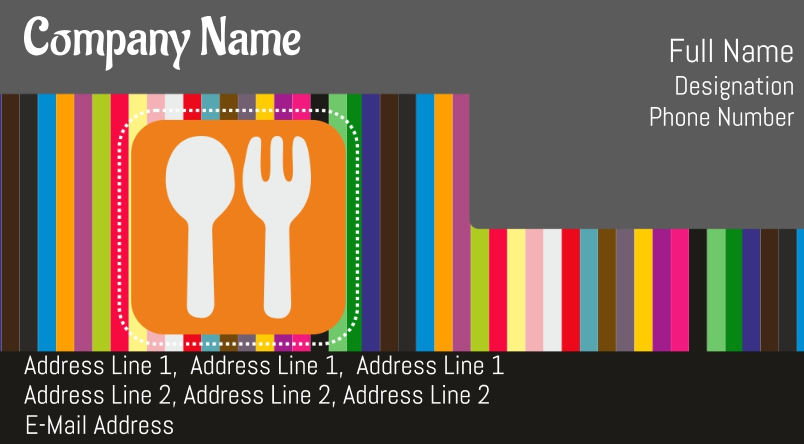 Company Name
Full Name
Designation
Phone Number
Address Line 1,  Address Line 1,  Address Line 1
Address Line 2, Address Line 2, Address Line 2
E-Mail Address